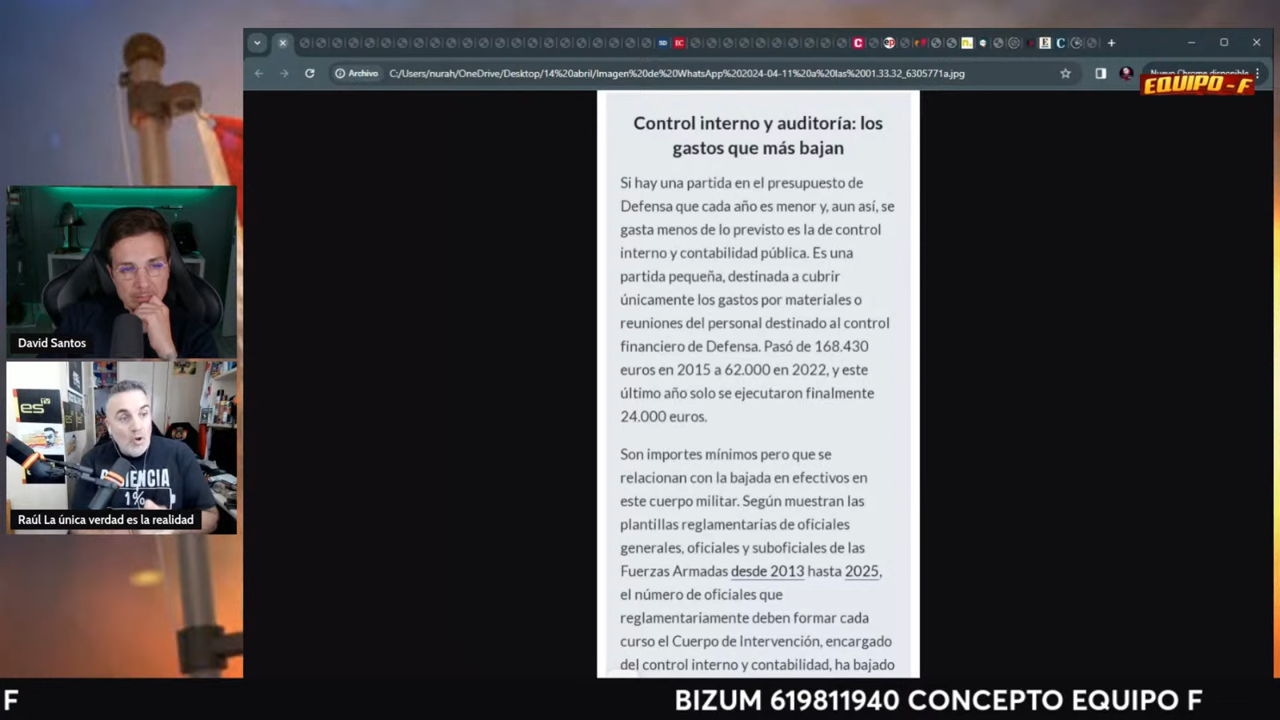 Archivo
C:/Users/nurah/OneDrive/Desktop/14%20abril/Imagen%20de%20WhatsApp%202024-04-11%20a%20las%2001.33.32_6305771a.jpg
Nuevo Chrome disponible
EQUIPO-F
Control interno y auditoría: los
gastos que más bajan
Si hay una partida en el presupuesto de
Defensa que cada año es menor y, aun así, se
gasta menos de lo previsto es la de control
interno y contabilidad pública. Es una
partida pequeña, destinada a cubrir
únicamente los gastos por materiales o
reuniones del personal destinado al control
financiero de Defensa. Pasó de 168.430
euros en 2015 a 62.000 en 2022, y este
último año solo se ejecutaron finalmente
24.000 euros.
Son importes mínimos pero que se
relacionan con la bajada en efectivos en
este cuerpo militar. Según muestran las
plantillas reglamentarias de oficiales
generales, oficiales y suboficiales de las
Fuerzas Armadas desde 2013 hasta 2025,
el número de oficiales que
reglamentariamente deben formar cada
curso el Cuerpo de Intervención, encargado
del control interno y contabilidad, ha bajado
David Santos
es
1%
Raúl La única verdad es la realidad
F
BIZUM 619811940 CONCEPTO EQUIPO F